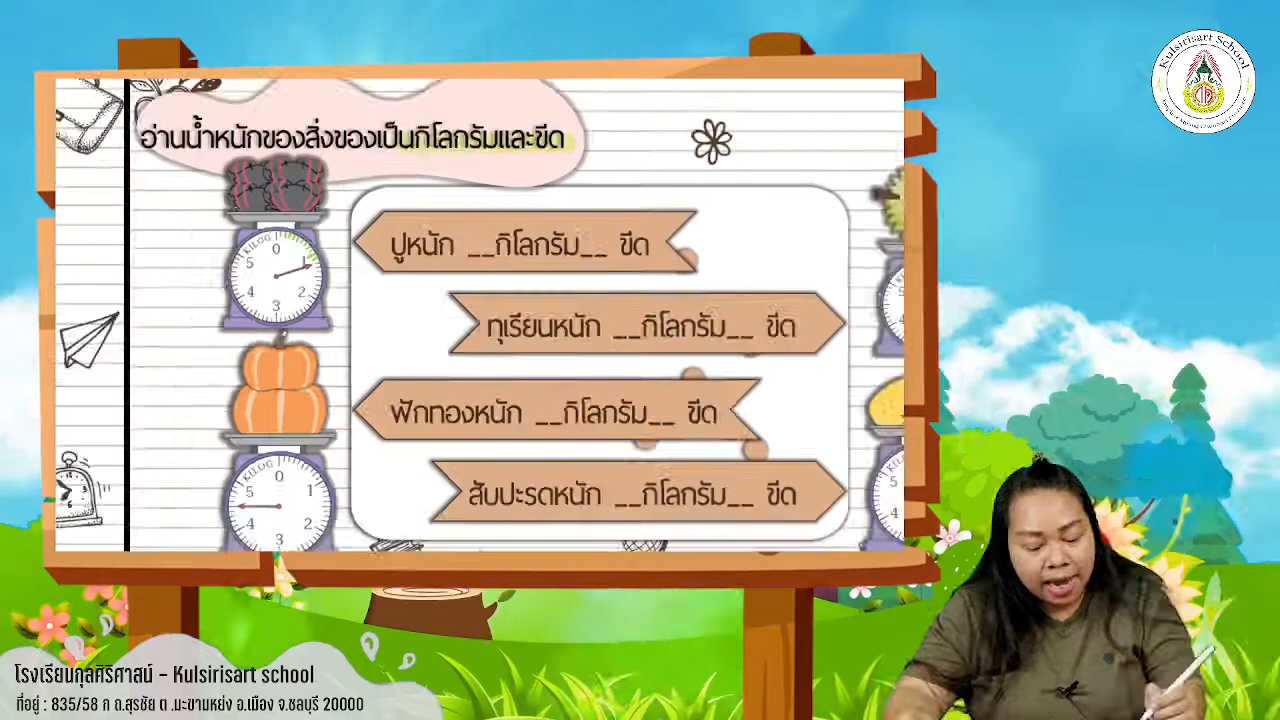 อ่านน้ำหนักของสิ่งของเป็นกิโลกรัมและขีด
ปูหนัก __กิโลกรัม__ ขีด
ทุเรียนหนัก __กิโลกรัม__ ขีด
ฟักทองหนัก __กิโลกรัม__ ขีด
สับปะรดหนัก __กิโลกรัม__ ขีด
KILOG
0
1
2
3
4
5
KILOG
0
1
2
3
4
5
5
4
5
4
Kulsirisart School
โรงเรียนกุลศิริศาสน์ - Kulsirisart school
ที่อยู่ : 835/58 ก ถ.สุรชัย ต .มะขามหย่ง อ.เมือง จ.ชลบุรี 20000